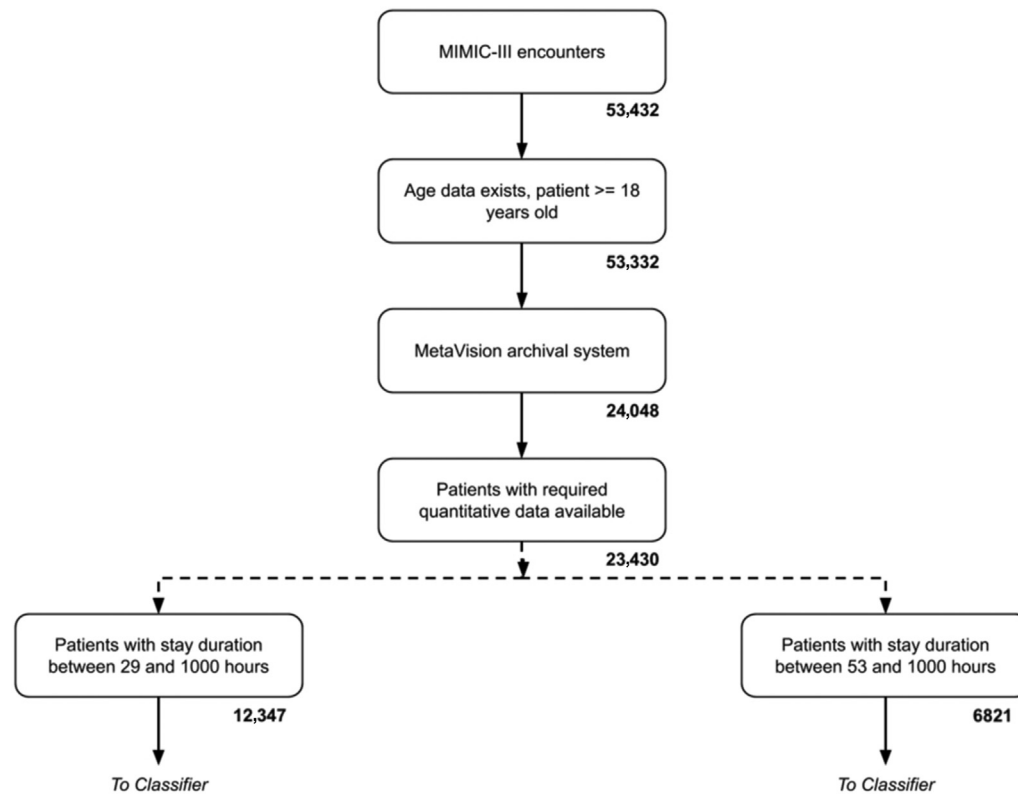 MIMIC-III encounters
53,432
Age data exists, patient >= 18
years old
53,332
MetaVision archival system
24,048
Patients with required
quantitative data available
23,430
Patients with stay duration
between 29 and 1000 hours
12,347
To Classifier
Patients with stay duration
between 53 and 1000 hours
6821
To Classifier